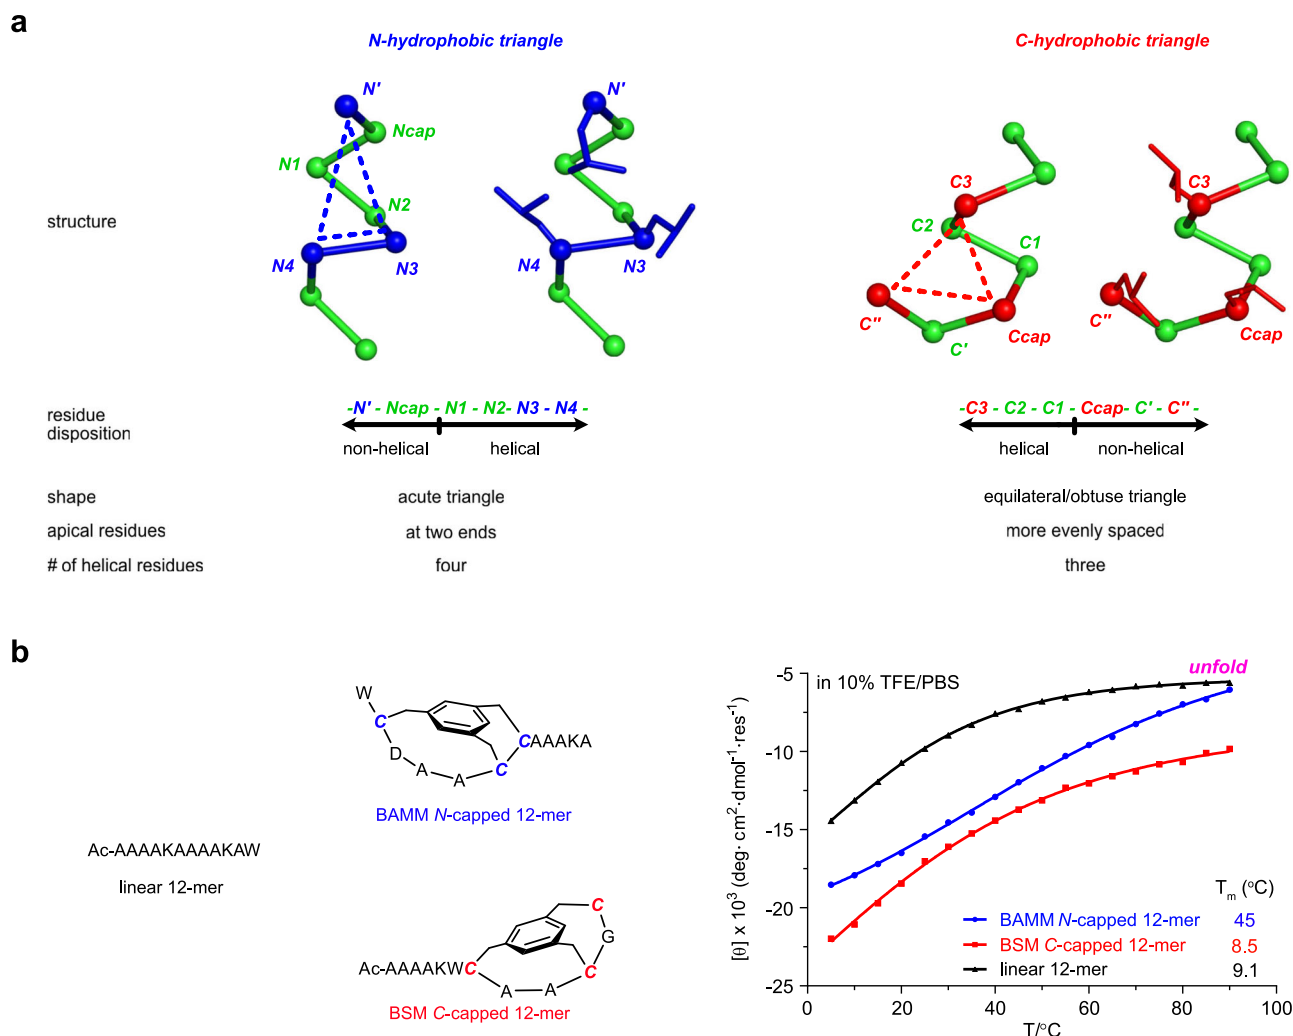 a
N-hydrophobic triangle
C-hydrophobic triangle
N'
Ncap
N1
N2
N4
N3
N'
N4
N3
C3
C2
C1
C"
C'
Ccap
C3
C"
Ccap
structure
residue
disposition
-N' - Ncap - N1 - N2- N3 - N4 -
non-helical
helical
-C3 - C2 - C1 - Ccap- C' - C" -
helical
non-helical
shape
acute triangle
equilateral/obtuse triangle
apical residues
at two ends
more evenly spaced
# of helical residues
four
three
b
Ac-AAAAKAAAAKAW
linear 12-mer
W
C
D
A
A
C
CAAAKA
BAMM N-capped 12-mer
C
G
Ac-AAAAKWC
A
A
C
BSM C-capped 12-mer
in 10% TFE/PBS
unfold
[θ] x 10³ (deg· cm²·dmol⁻¹·res⁻¹)
-5
-10
-15
-20
-25
Tₘ (°C)
BAMM N-capped 12-mer 45
BSM C-capped 12-mer 8.5
linear 12-mer 9.1
0 20 40 60 80 100
T/°C